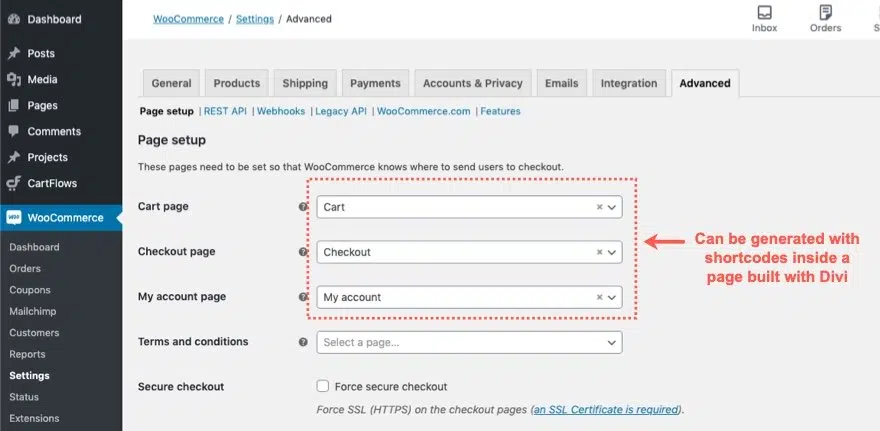 Dashboard
Posts
Media
Pages
Comments
Projects
CartFlows
WOO
WooCommerce
Dashboard
Orders
Coupons
Mailchimp
Customers
Reports
Settings
Status
Extensions
WooCommerce / Settings / Advanced
Inbox
Orders
S
General
Products
Shipping
Payments
Accounts & Privacy
Emails
Integration
Advanced
Page setup | REST API | Webhooks | Legacy API | WooCommerce.com | Features
Page setup
These pages need to be set so that WooCommerce knows where to send users to checkout.
Cart page ? Cart ×
Checkout page ? Checkout ×
My account page ? My account ×
Can be generated with
shortcodes inside a
page built with Divi
Terms and conditions ? Select a page...
Secure checkout Force secure checkout
Force SSL (HTTPS) on the checkout pages (an SSL Certificate is required).